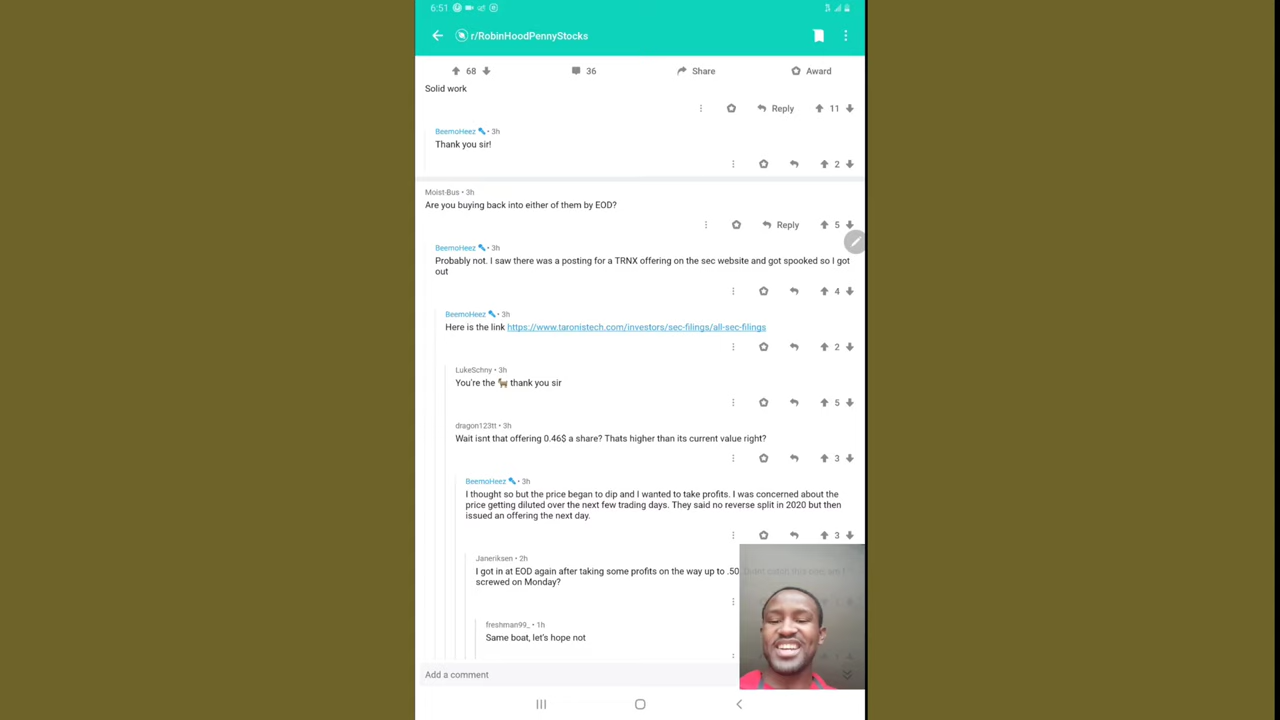 6:51
r/RobinHoodPennyStocks
68
36
Share
Award
Solid work
Reply
11
BeemoHeez • 3h
Thank you sir!
2
Moist-Bus • 3h
Are you buying back into either of them by EOD?
Reply
5
BeemoHeez • 3h
Probably not. I saw there was a posting for a TRNX offering on the sec website and got spooked so I got
out
4
BeemoHeez • 3h
Here is the link https://www.taronistech.com/investors/sec-filings/all-sec-filings
2
LukeSchny • 3h
You're the 🐐 thank you sir
5
dragon123tt • 3h
Wait isnt that offering 0.46$ a share? Thats higher than its current value right?
3
BeemoHeez • 3h
I thought so but the price began to dip and I wanted to take profits. I was concerned about the
price getting diluted over the next few trading days. They said no reverse split in 2020 but then
issued an offering the next day.
3
Janeriksen • 2h
I got in at EOD again after taking some profits on the way up to .50.
screwed on Monday?
freshman99_ • 1h
Same boat, let's hope not
Add a comment